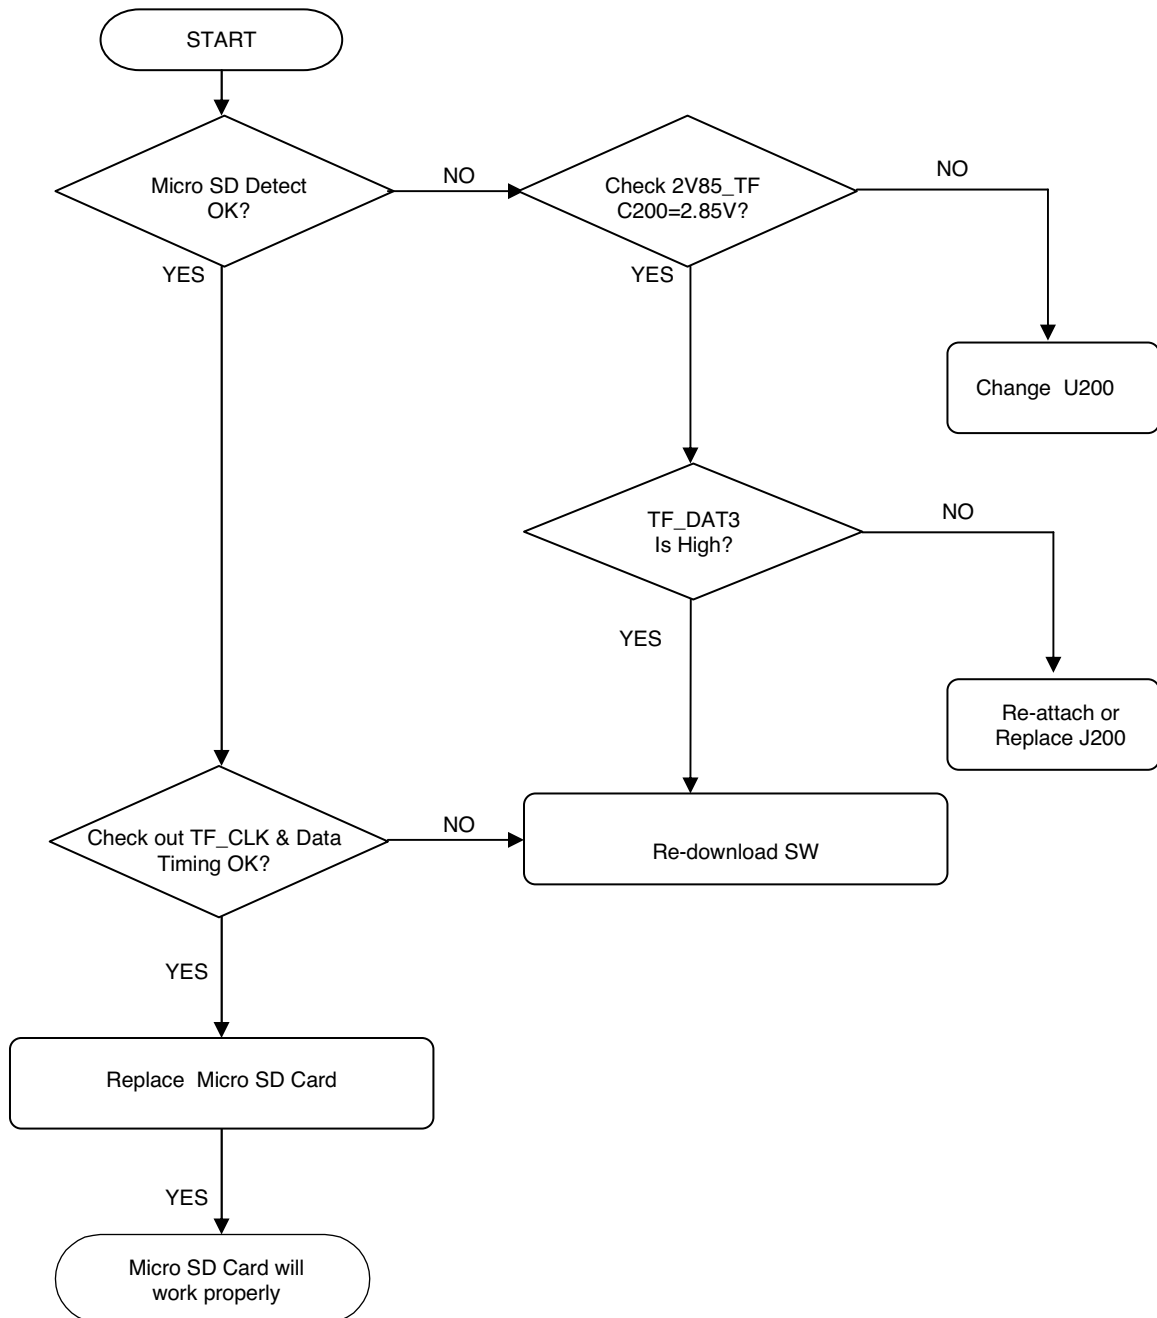 START
Micro SD Detect
OK?
NO
Check 2V85_TF
C200=2.85V?
NO
YES
YES
Change U200
TF_DAT3
Is High?
NO
YES
Re-attach or
Replace J200
Check out TF_CLK & Data
Timing OK?
NO
Re-download SW
YES
Replace Micro SD Card
YES
Micro SD Card will
work properly